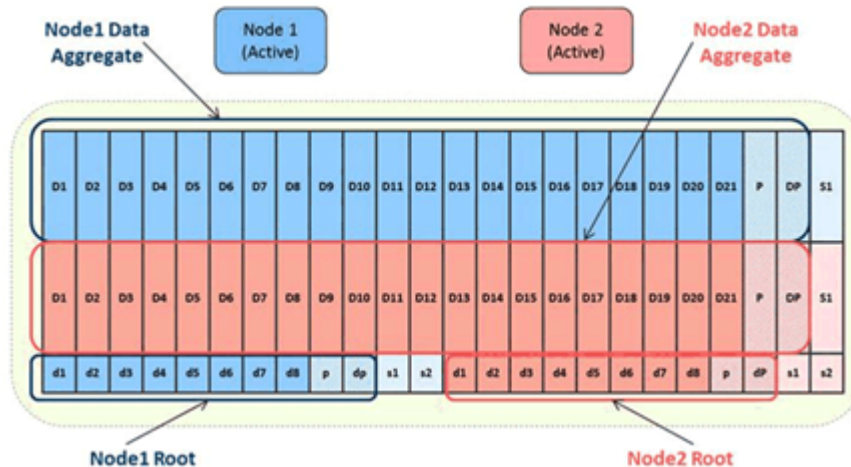 Node1 Data
Aggregate
Node 1
(Active)
Node 2
(Active)
Node2 Data
Aggregate
D1 D2 D3 D4 D5 D6 D7 D8 D9 D10 D11 D12 D13 D14 D15 D16 D17 D18 D19 D20 D21 P DP S1
D1 D2 D3 D4 D5 D6 D7 D8 D9 D10 D11 D12 D13 D14 D15 D16 D17 D18 D19 D20 D21 P DP S1
d1 d2 d3 d4 d5 d6 d7 d8 p dp s1 s2 d1 d2 d3 d4 d5 d6 d7 d8 p dP s1 s2
Node1 Root
Node2 Root